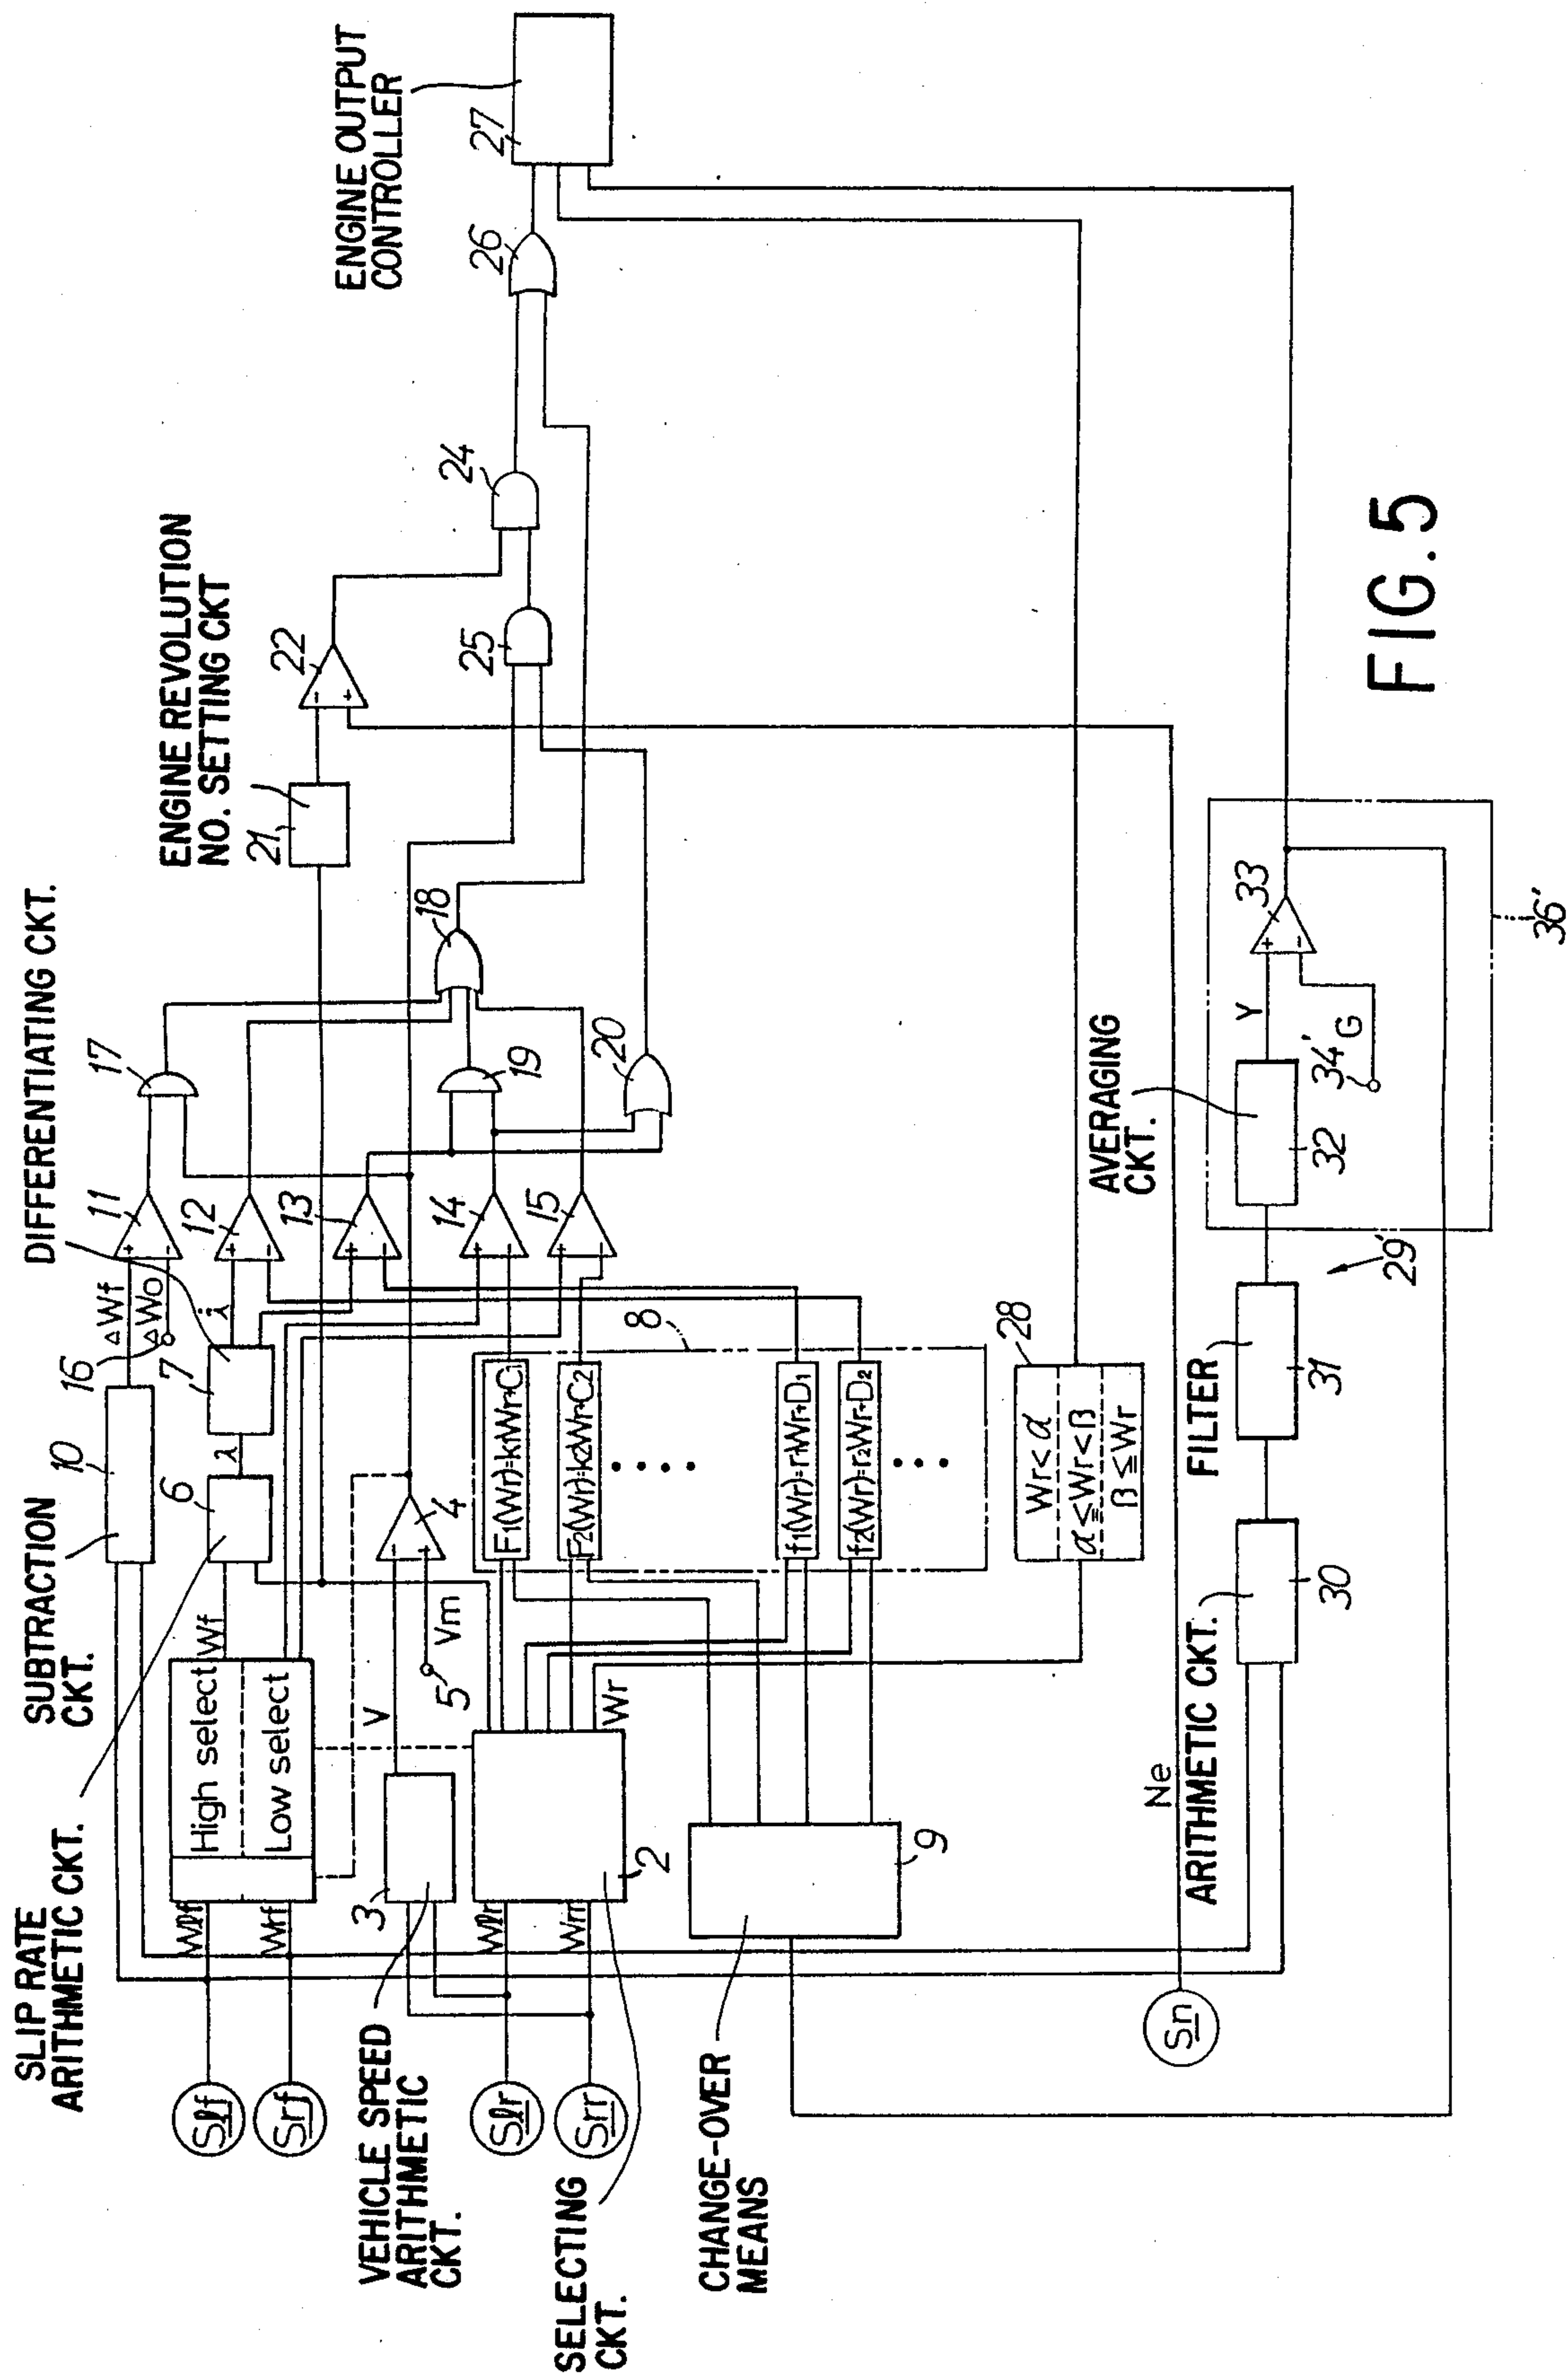 SLIP RATE
ARITHMETIC CKT.
SUBTRACTION
CKT.
DIFFERENTIATING CKT.
ENGINE REVOLUTION
NO. SETTING CKT
ENGINE OUTPUT
CONTROLLER
10
16
ΔWf
ΔWo
11
17
Slf
Wlf
High select
Wf
6
λ
7
λ̇
12
Srf
Wrf
Low select
21
22
13
VEHICLE SPEED
ARITHMETIC
CKT.
3
V
4
5
Vm
18
14
19
15
20
25
24
26
27
Slr
Wlr
Srr
Wrr
2
Wr
SELECTING
CKT.
F1(Wr)=k1Wr+C1
F2(Wr)=k2Wr+C2
8
f1(Wr)=r1Wr+D1
f2(Wr)=r2Wr+D2
CHANGE-OVER
MEANS
9
28
Wr<α
α≦Wr<β
β≦Wr
Sn
Ne
ARITHMETIC CKT.
30
FILTER
31
29'
AVERAGING
CKT.
32
Y
34'
G
33
36'
FIG.5